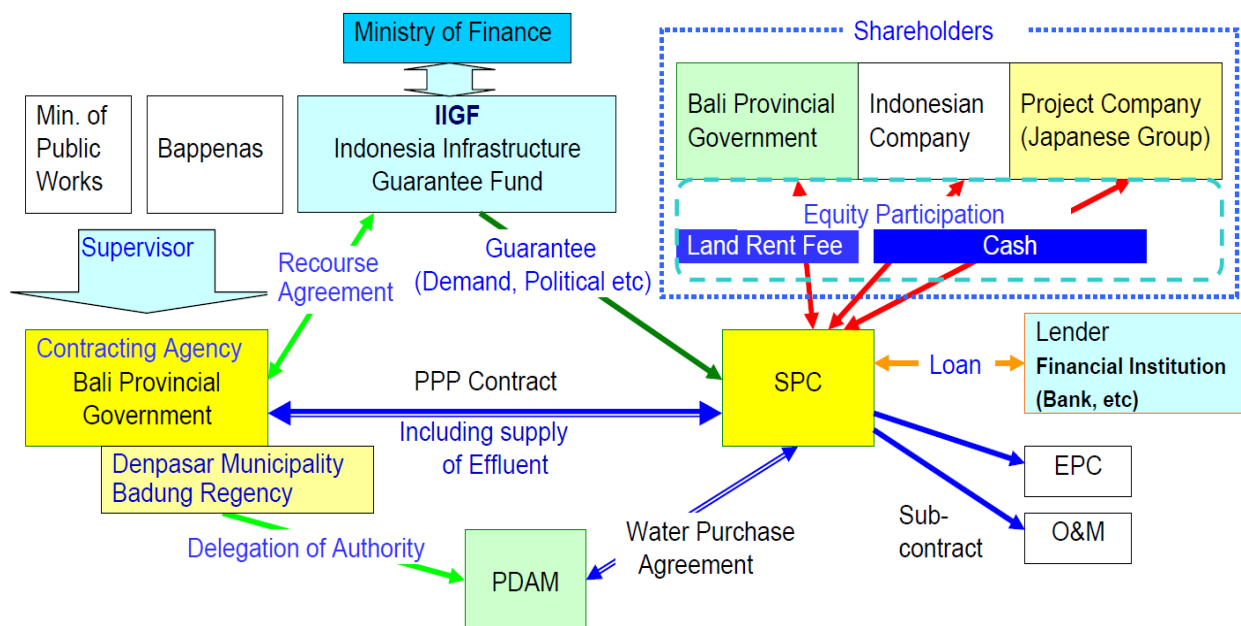 Ministry of Finance
Shareholders
Min. of
Public
Works
Bappenas
IIGF
Indonesia Infrastructure
Guarantee Fund
Bali Provincial
Government
Indonesian
Company
Project Company
(Japanese Group)
Equity Participation
Land Rent Fee
Cash
Supervisor
Recourse
Agreement
Guarantee
(Demand, Political etc)
Contracting Agency
Bali Provincial
Government
PPP Contract
Including supply
of Effluent
SPC
Loan
Lender
Financial Institution
(Bank, etc)
Denpasar Municipality
Badung Regency
EPC
O&M
Sub-
contract
Delegation of Authority
Water Purchase
Agreement
PDAM